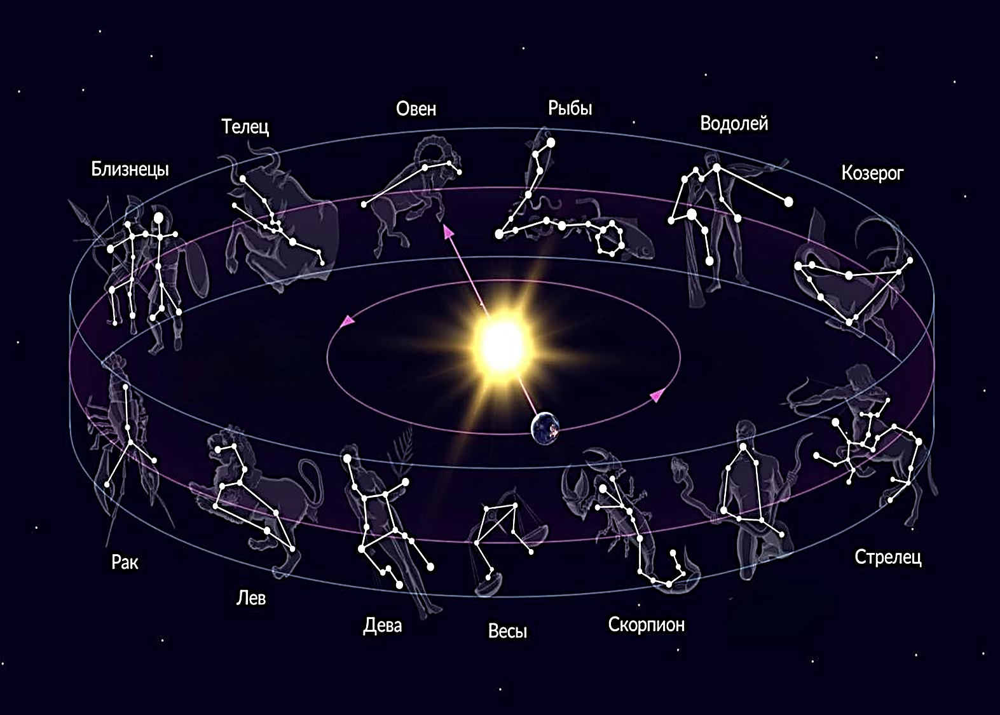 Рыбы
Овен
Водолей
Телец
Близнецы
Козерог
Стрелец
Рак
Лев
Скорпион
Дева
Весы